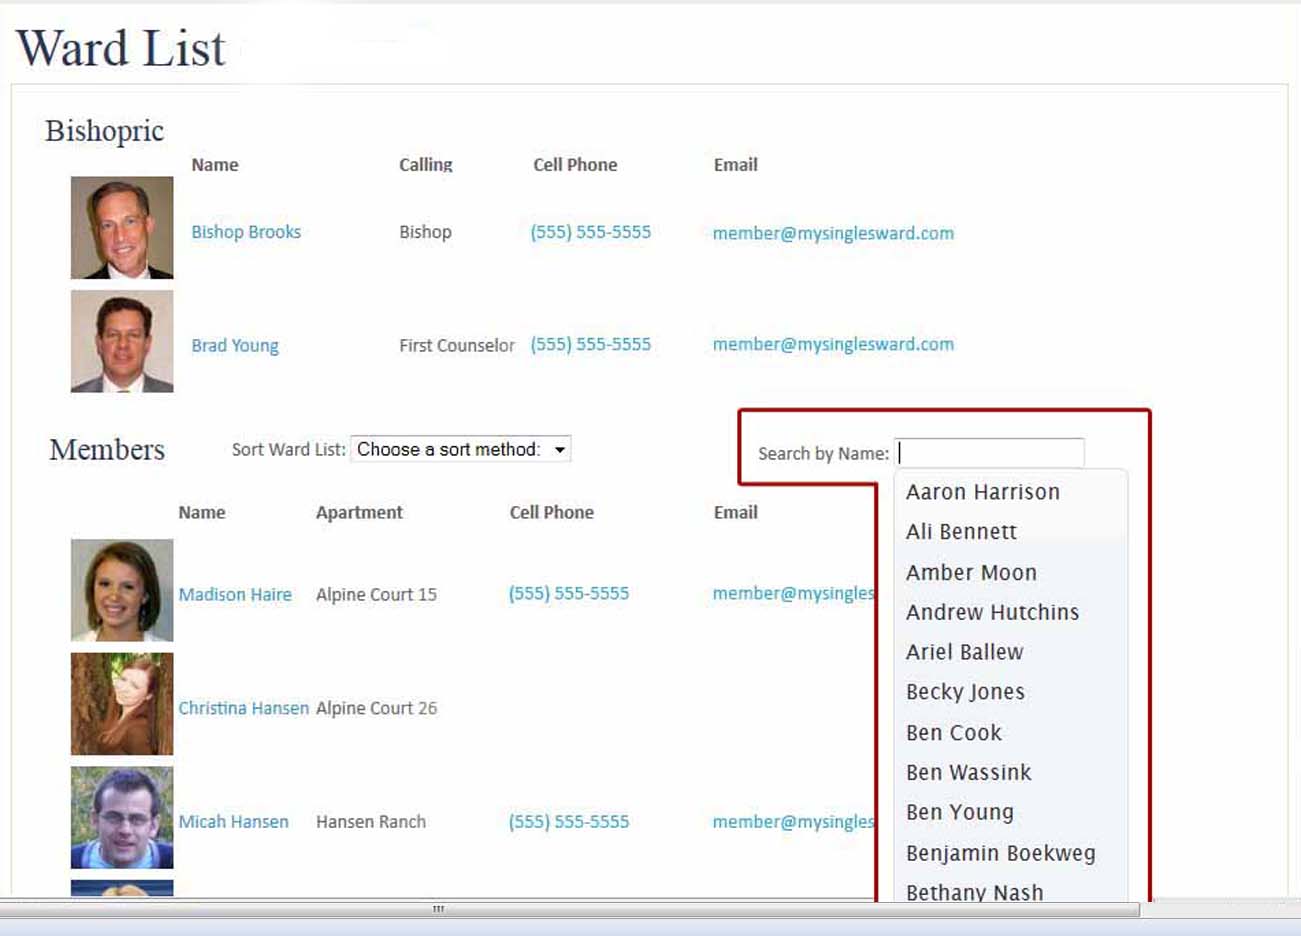 Ward List
Bishopric
Name Calling Cell Phone Email
Bishop Brooks Bishop (555) 555-5555 member@mysinglesward.com
Brad Young First Counselor (555) 555-5555 member@mysinglesward.com
Members Sort Ward List: Choose a sort method: Search by Name:
Name Apartment Cell Phone Email
Madison Haire Alpine Court 15 (555) 555-5555 member@mysingles
Christina Hansen Alpine Court 26
Micah Hansen Hansen Ranch (555) 555-5555 member@mysingles
Aaron Harrison
Ali Bennett
Amber Moon
Andrew Hutchins
Ariel Ballew
Becky Jones
Ben Cook
Ben Wassink
Ben Young
Benjamin Boekweg
Bethany Nash